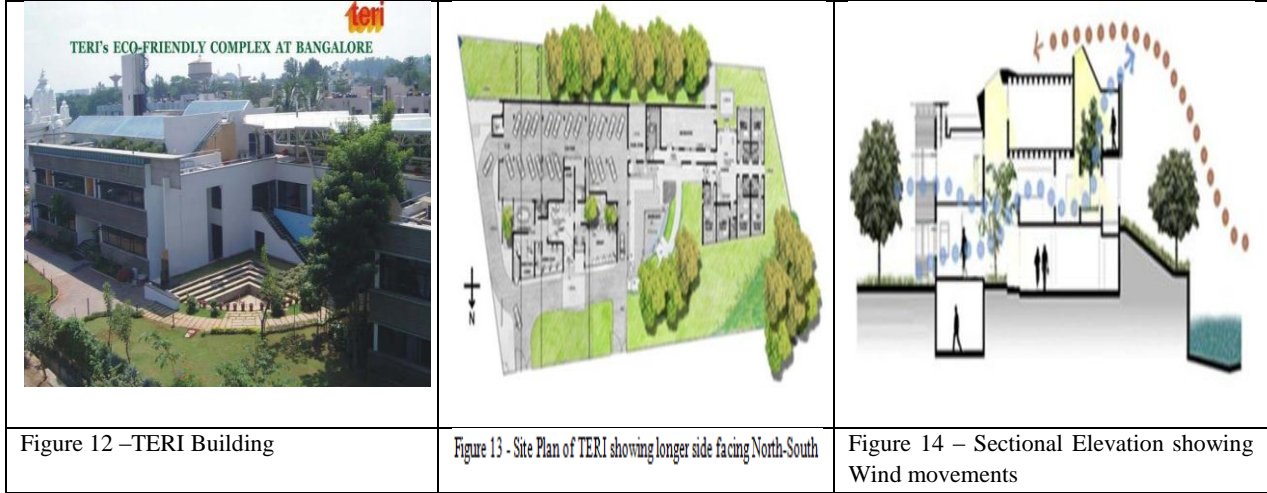 teri
TERI's ECO-FRIENDLY COMPLEX AT BANGALORE
N
Figure 12 –TERI Building
Figure 13 - Site Plan of TERI showing longer side facing North-South
Figure 14 – Sectional Elevation showing
Wind movements